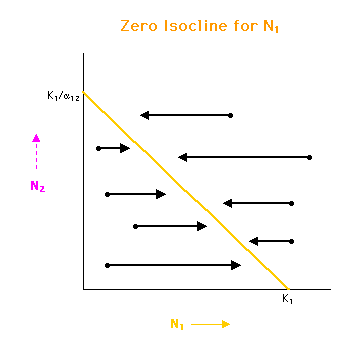 Zero Isocline for N₁
K₁/α₁₂
N₂
K₁
N₁